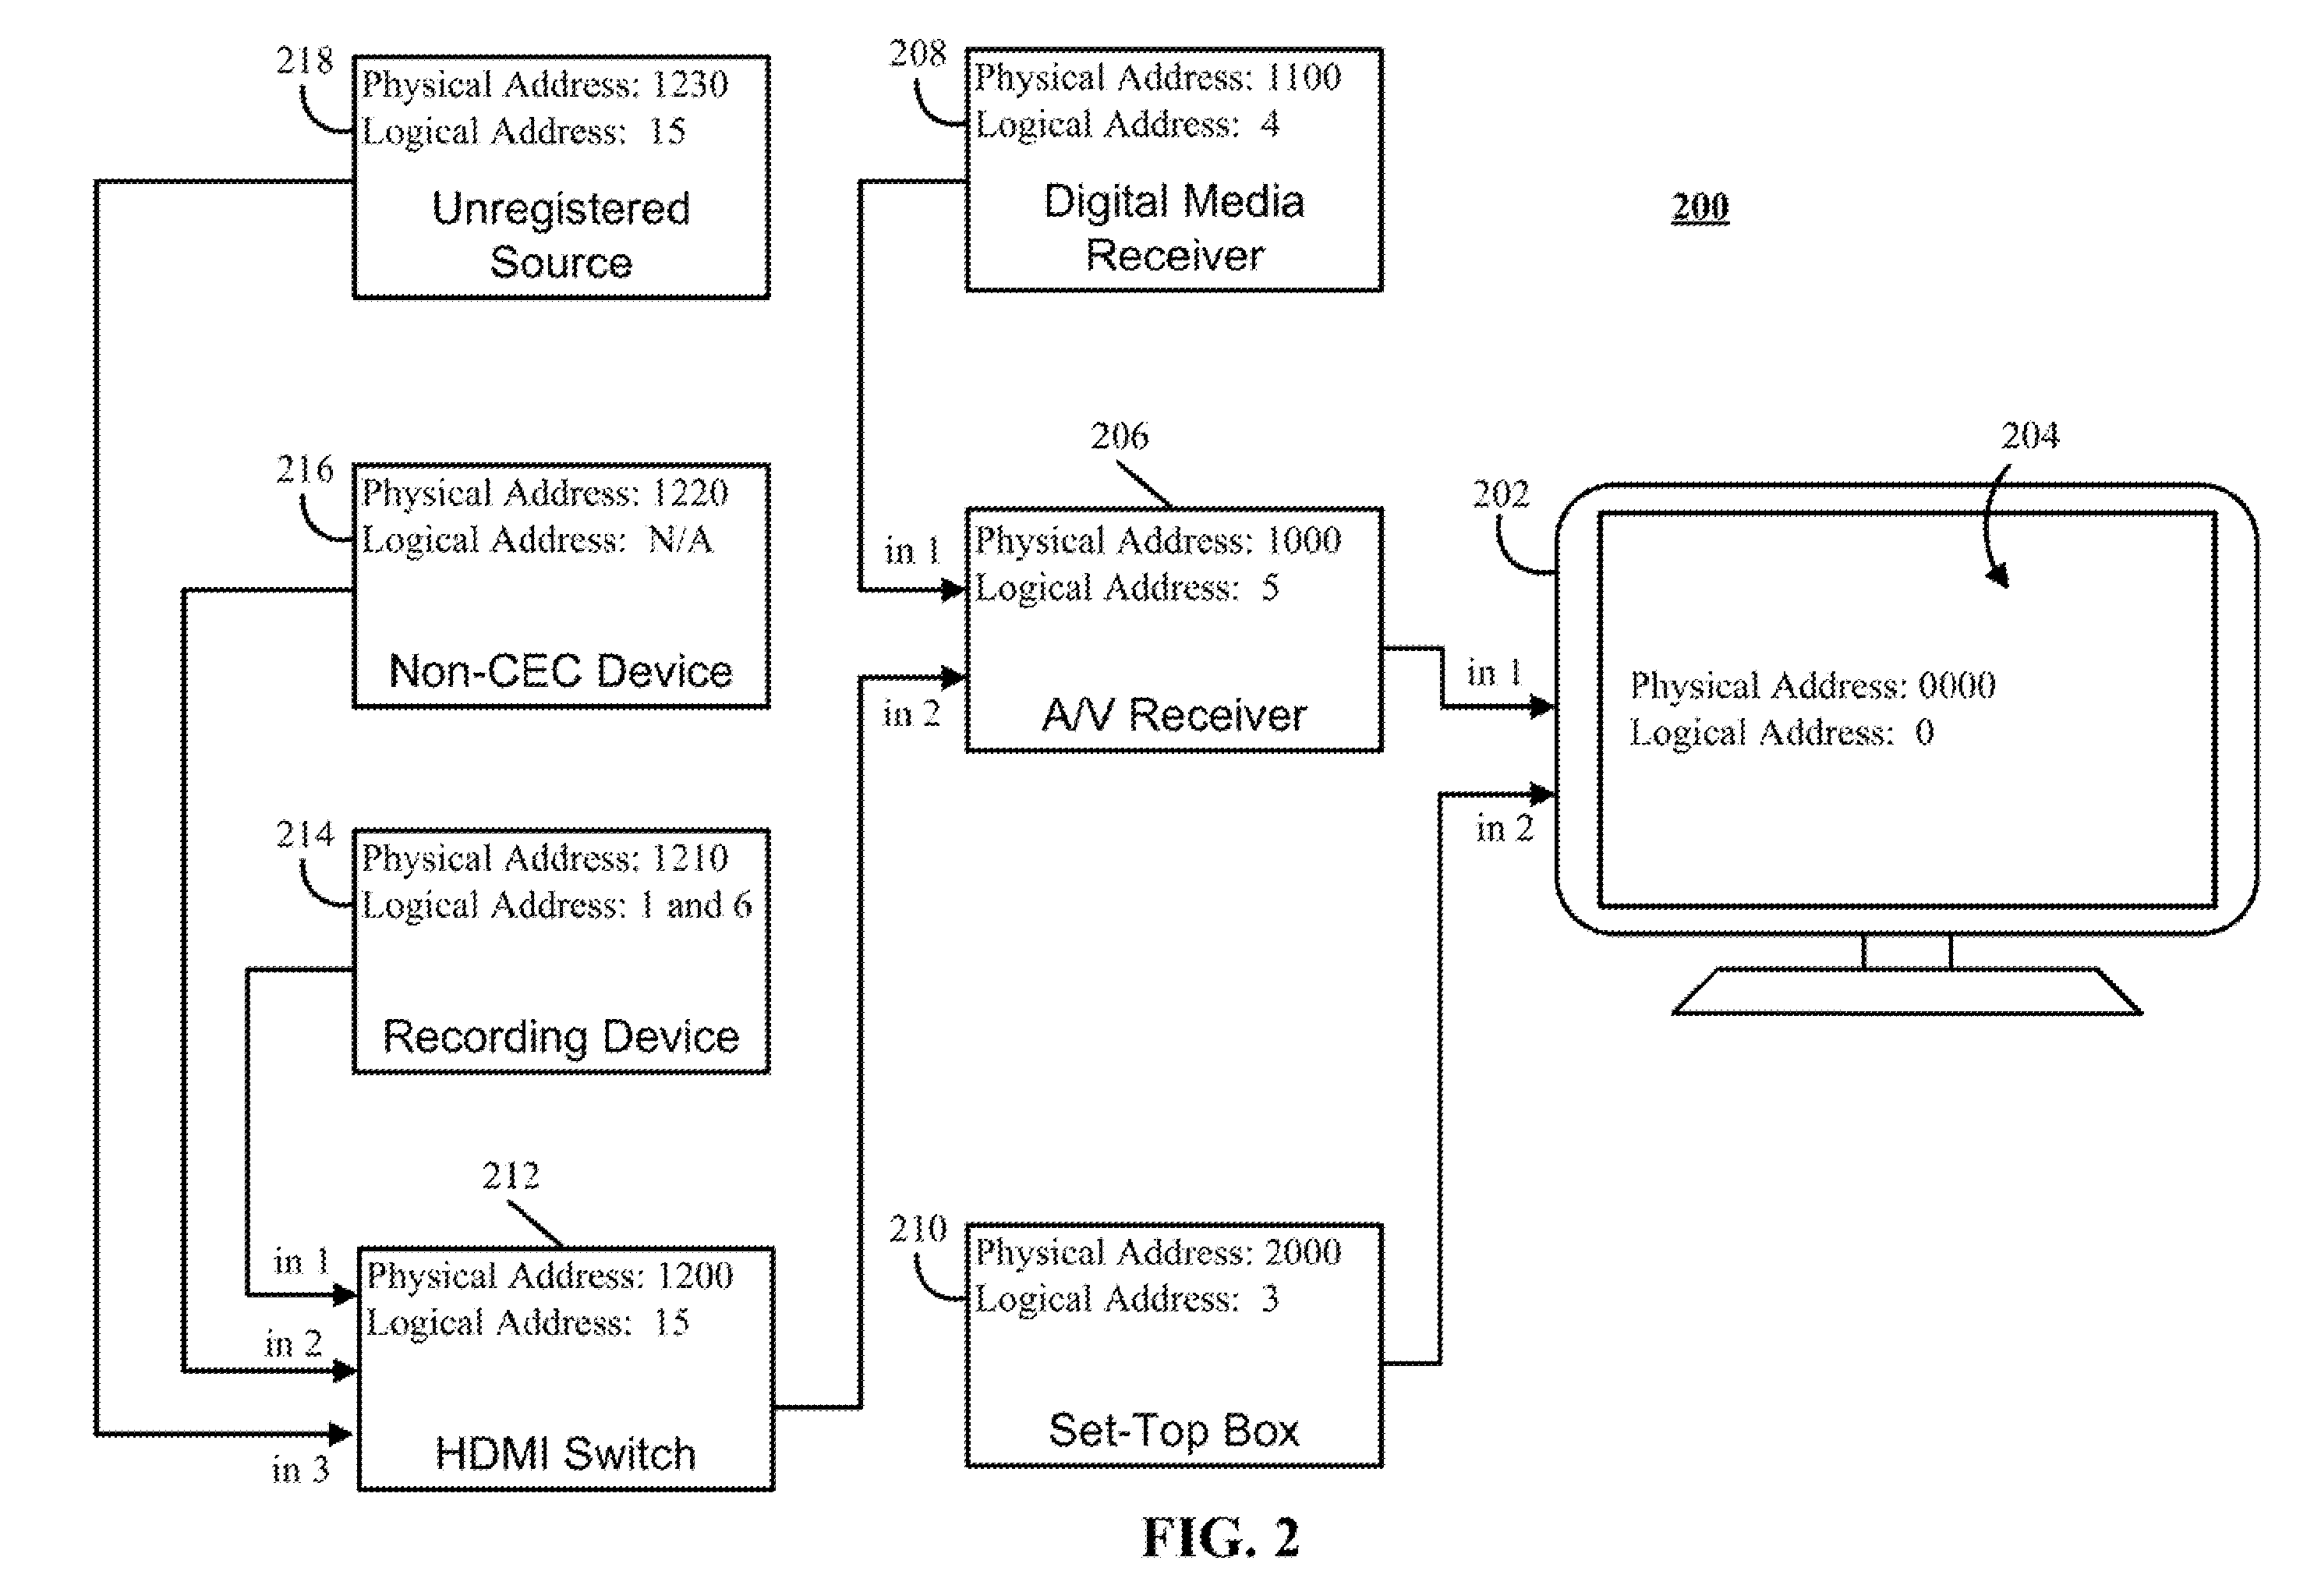 218
Physical Address: 1230
Logical Address: 15
Unregistered
Source
208
Physical Address: 1100
Logical Address: 4
Digital Media
Receiver
200
216
Physical Address: 1220
Logical Address: N/A
Non-CEC Device
206
in 1
in 2
Physical Address: 1000
Logical Address: 5
A/V Receiver
204
202
in 1
in 2
Physical Address: 0000
Logical Address: 0
214
Physical Address: 1210
Logical Address: 1 and 6
Recording Device
212
in 1
in 2
in 3
Physical Address: 1200
Logical Address: 15
HDMI Switch
210
Physical Address: 2000
Logical Address: 3
Set-Top Box
FIG. 2